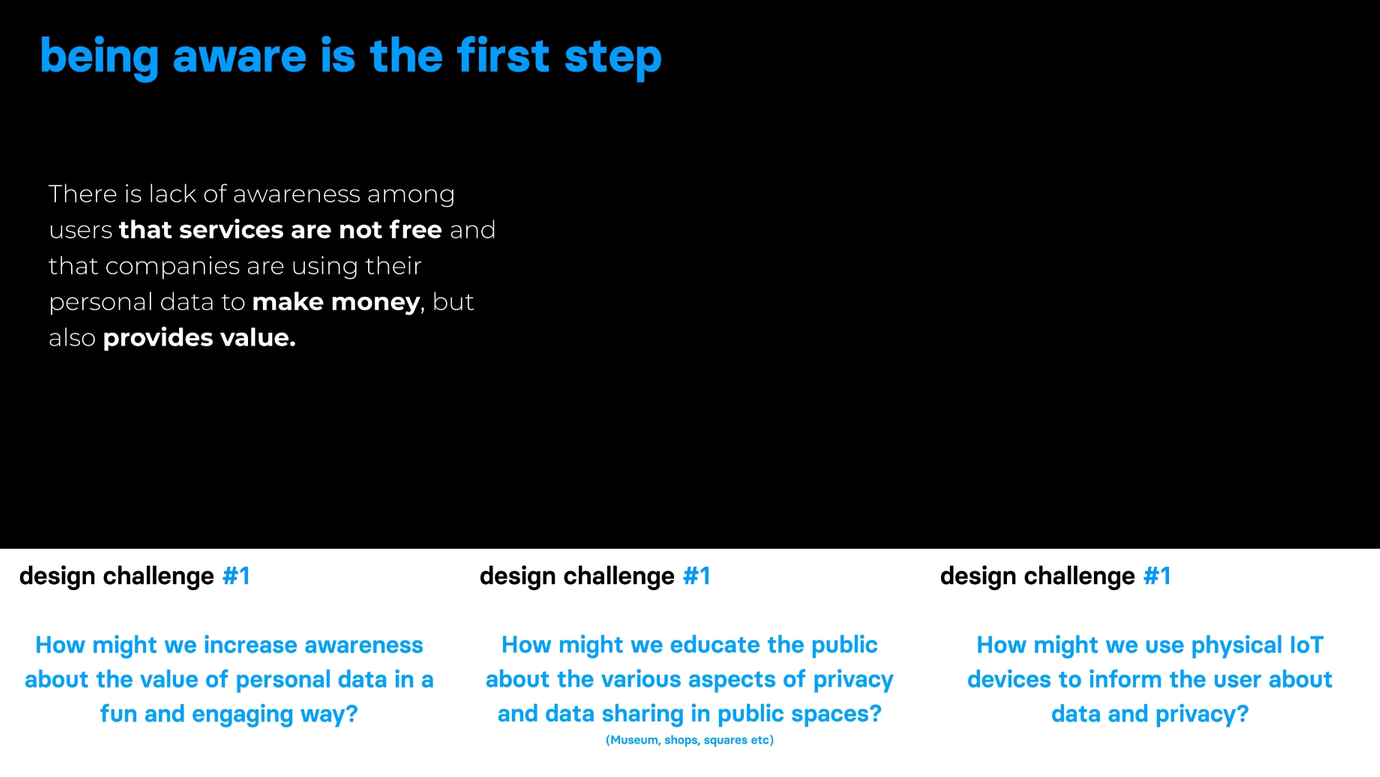 being aware is the first step
There is lack of awareness among
users that services are not free and
that companies are using their
personal data to make money, but
also provides value.
design challenge #1
How might we increase awareness
about the value of personal data in a
fun and engaging way?
design challenge #1
How might we educate the public
about the various aspects of privacy
and data sharing in public spaces?
(Museum, shops, squares etc)
design challenge #1
How might we use physical IoT
devices to inform the user about
data and privacy?